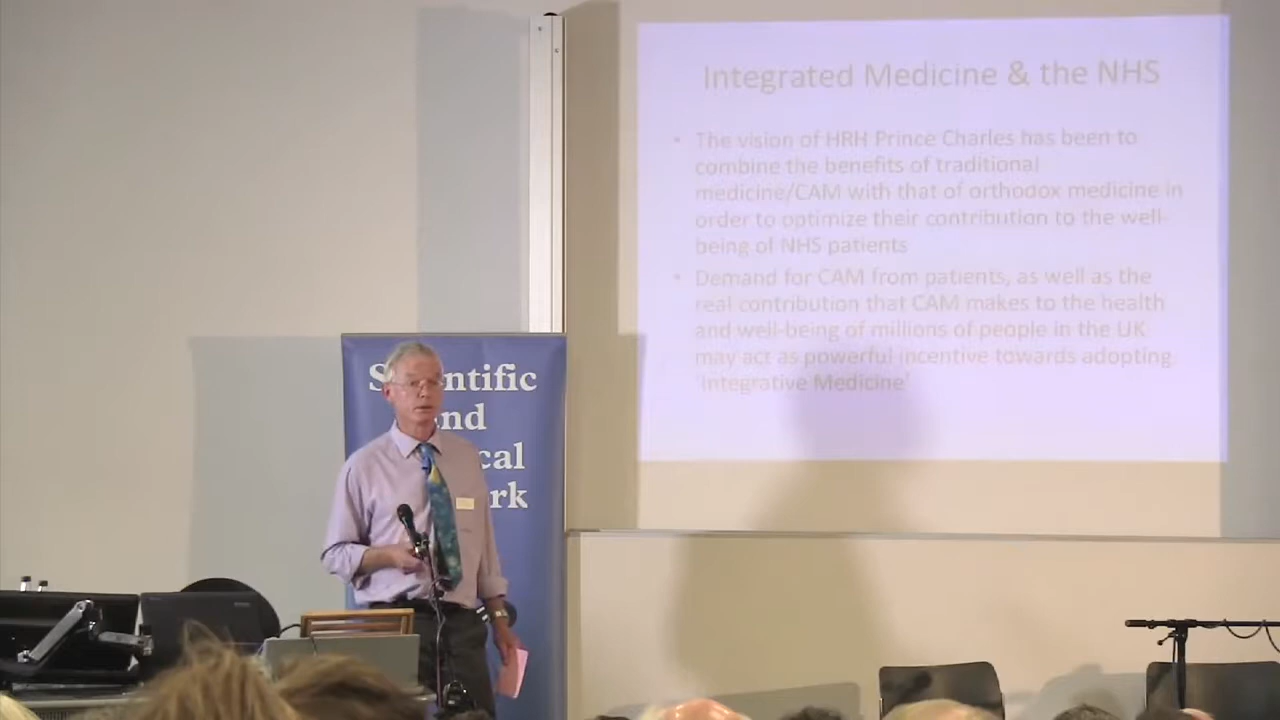 Integrated Medicine & the NHS
• The vision of HRH Prince Charles has been to
combine the benefits of traditional
medicine/CAM with that of orthodox medicine in
order to optimize their contribution to the well-
being of NHS patients
• Demand for CAM from patients, as well as the
real contribution that CAM makes to the health
and well-being of millions of people in the UK
may act as powerful incentive towards adopting
'Integrative Medicine'
S ntific
nd
cal
rk